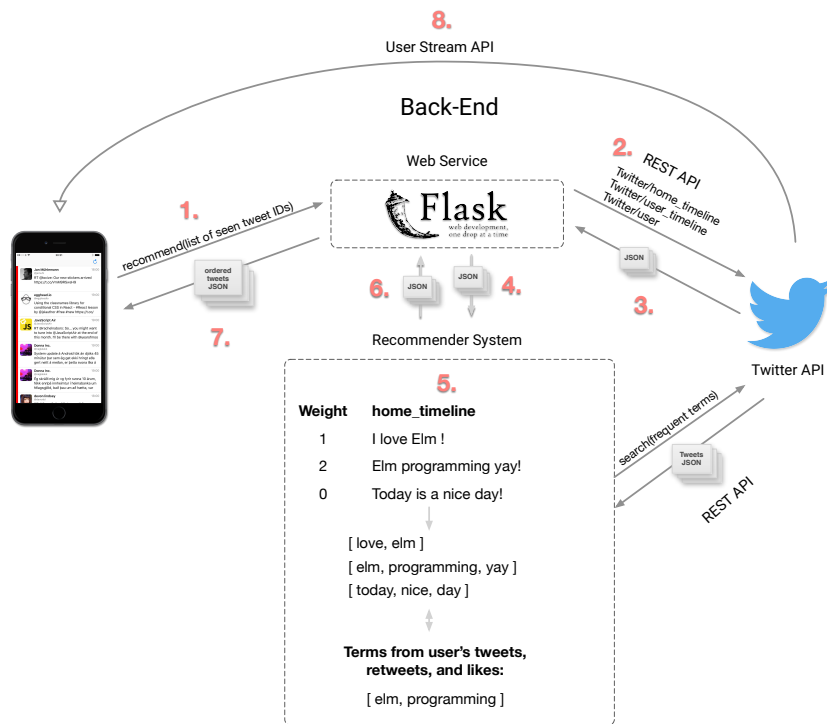 8.
User Stream API
Back-End
Web Service
2.
REST API
Twitter/home_timeline
Twitter/user_timeline
Twitter/user
1.
recommend(list of seen tweet IDs)
Flask
web development,
one drop at a time
ordered
tweets
JSON
7.
6.
JSON
JSON
4.
JSON
3.
Twitter API
Recommender System
5.
Weight home_timeline
1 I love Elm !
2 Elm programming yay!
0 Today is a nice day!
[ love, elm ]
[ elm, programming, yay ]
[ today, nice, day ]
Terms from user's tweets,
retweets, and likes:
[ elm, programming ]
search(frequent terms)
Tweets
JSON
REST API